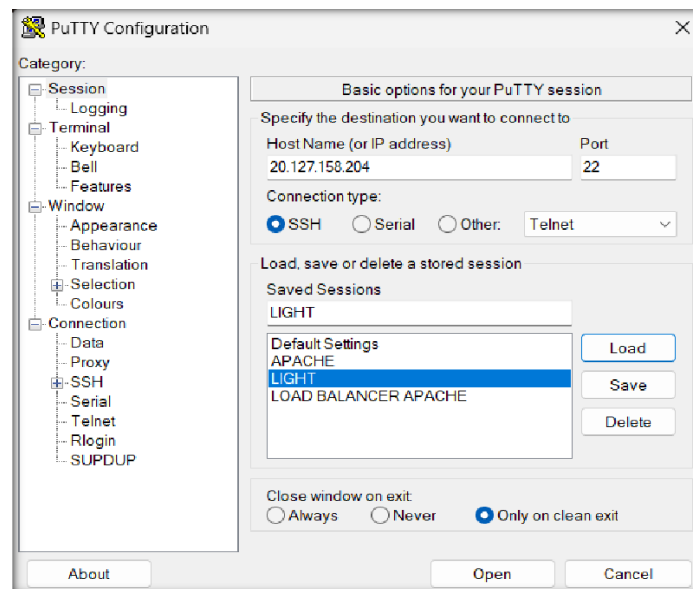 PuTTY Configuration
Category:
Session
Logging
Terminal
Keyboard
Bell
Features
Window
Appearance
Behaviour
Translation
Selection
Colours
Connection
Data
Proxy
SSH
Serial
Telnet
Rlogin
SUPDUP
Basic options for your PuTTY session
Specify the destination you want to connect to
Host Name (or IP address) Port
20.127.158.204 22
Connection type:
SSH Serial Other: Telnet
Load, save or delete a stored session
Saved Sessions
LIGHT
Default Settings
APACHE
LIGHT
LOAD BALANCER APACHE
Load
Save
Delete
Close window on exit:
Always Never Only on clean exit
About Open Cancel